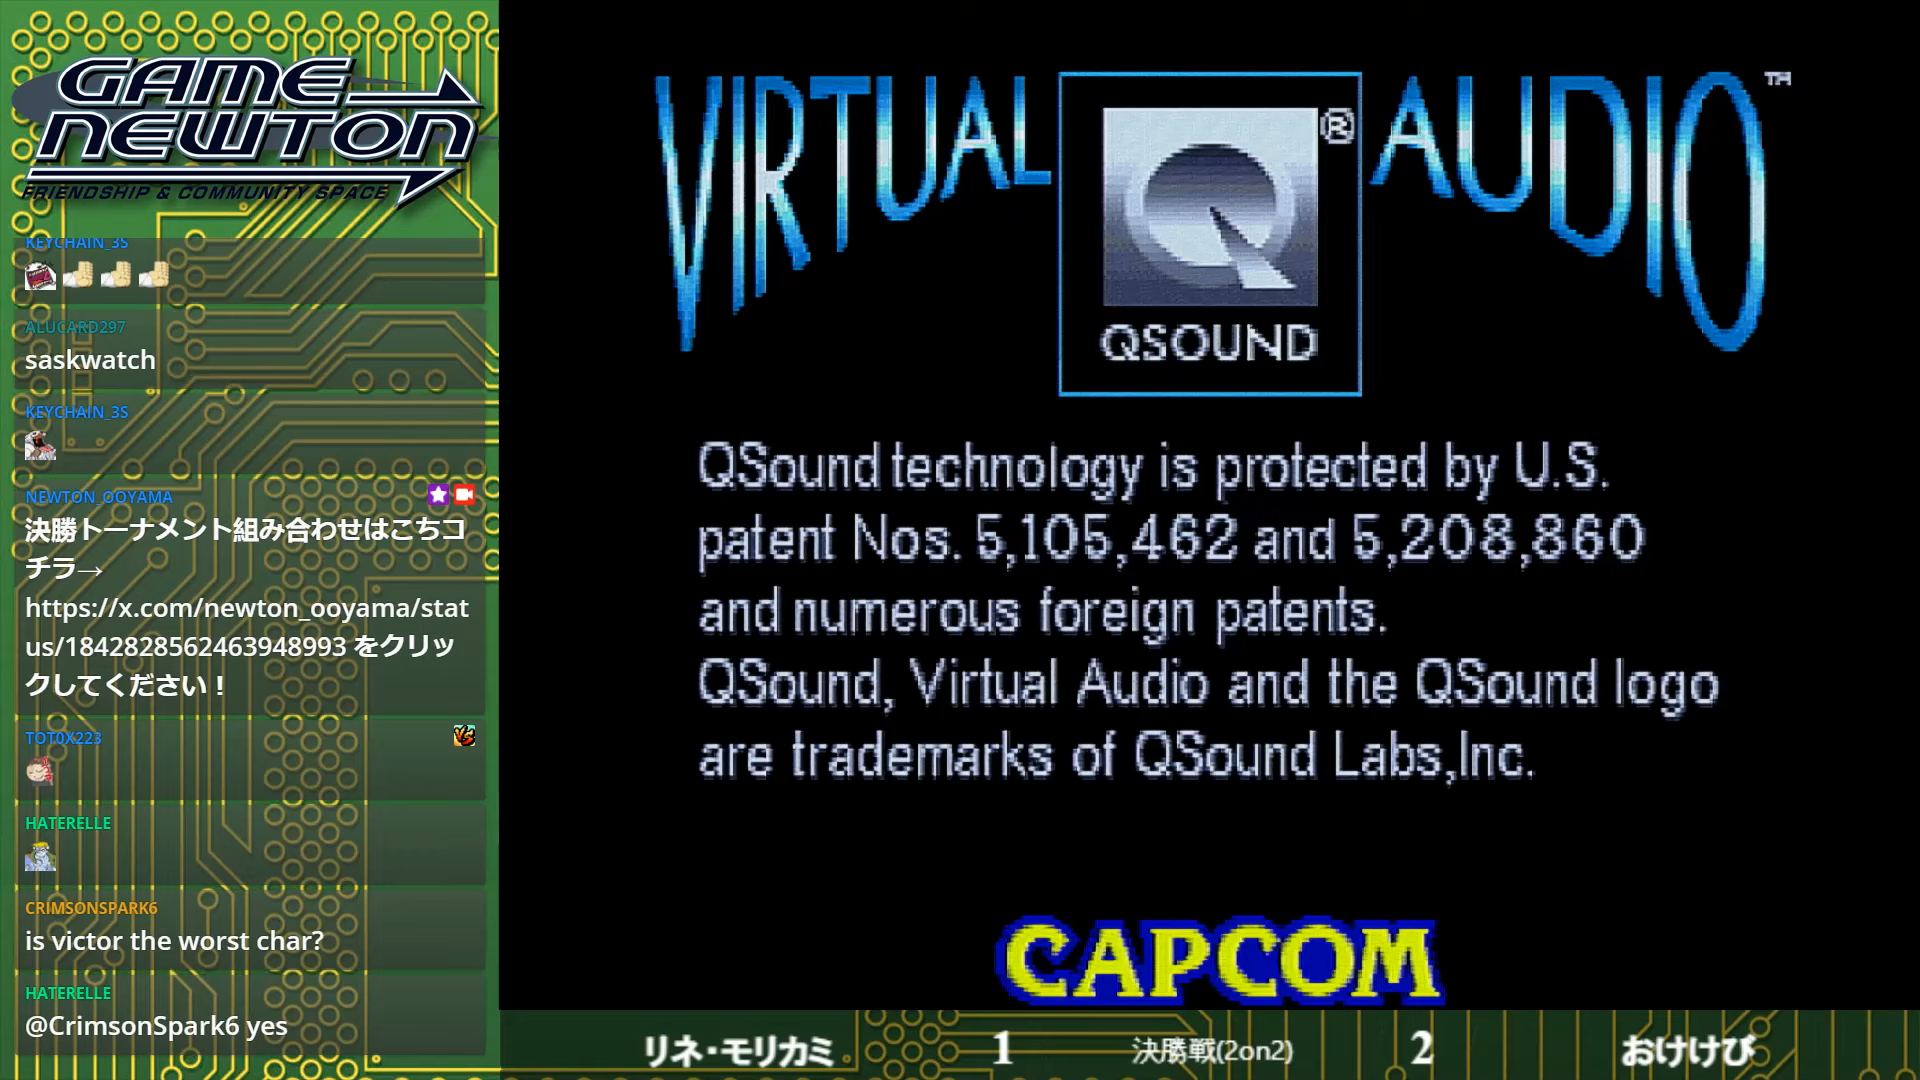 GAME
NEWTON
FRIENDSHIP & COMMUNITY SPACE
KEYCHAIN_3S
ALUCARD297
saskwatch
KEYCHAIN_3S
NEWTON_OOYAMA
決勝トーナメント組み合わせはこちコ
チラ→
https://x.com/newton_ooyama/stat
us/1842828562463948993 をクリッ
クしてください！
TOT0X223
VS
HATERELLE
CRIMSONSPARK6
is victor the worst char?
HATERELLE
@CrimsonSpark6 yes
VIRTUAL AUDIO ™
®
QSOUND
QSound technology is protected by U.S.
patent Nos. 5,105,462 and 5,208,860
and numerous foreign patents.
QSound, Virtual Audio and the QSound logo
are trademarks of QSound Labs,Inc.
CAPCOM
リネ・モリカミ 1 決勝戦(2on2) 2 おけけぴ